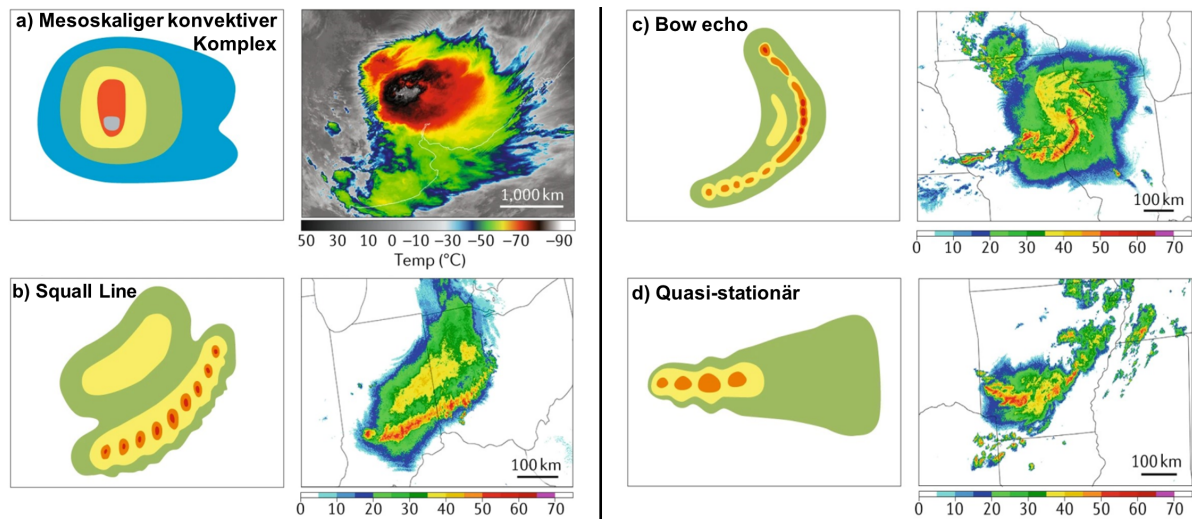 a) Mesoskaliger konvektiver
Komplex
1,000 km
50 30 10 0 −10 −30 −50 −70 −90
Temp (°C)
b) Squall Line
100 km
0 10 20 30 40 50 60 70
c) Bow echo
100 km
0 10 20 30 40 50 60 70
d) Quasi-stationär
100 km
0 10 20 30 40 50 60 70